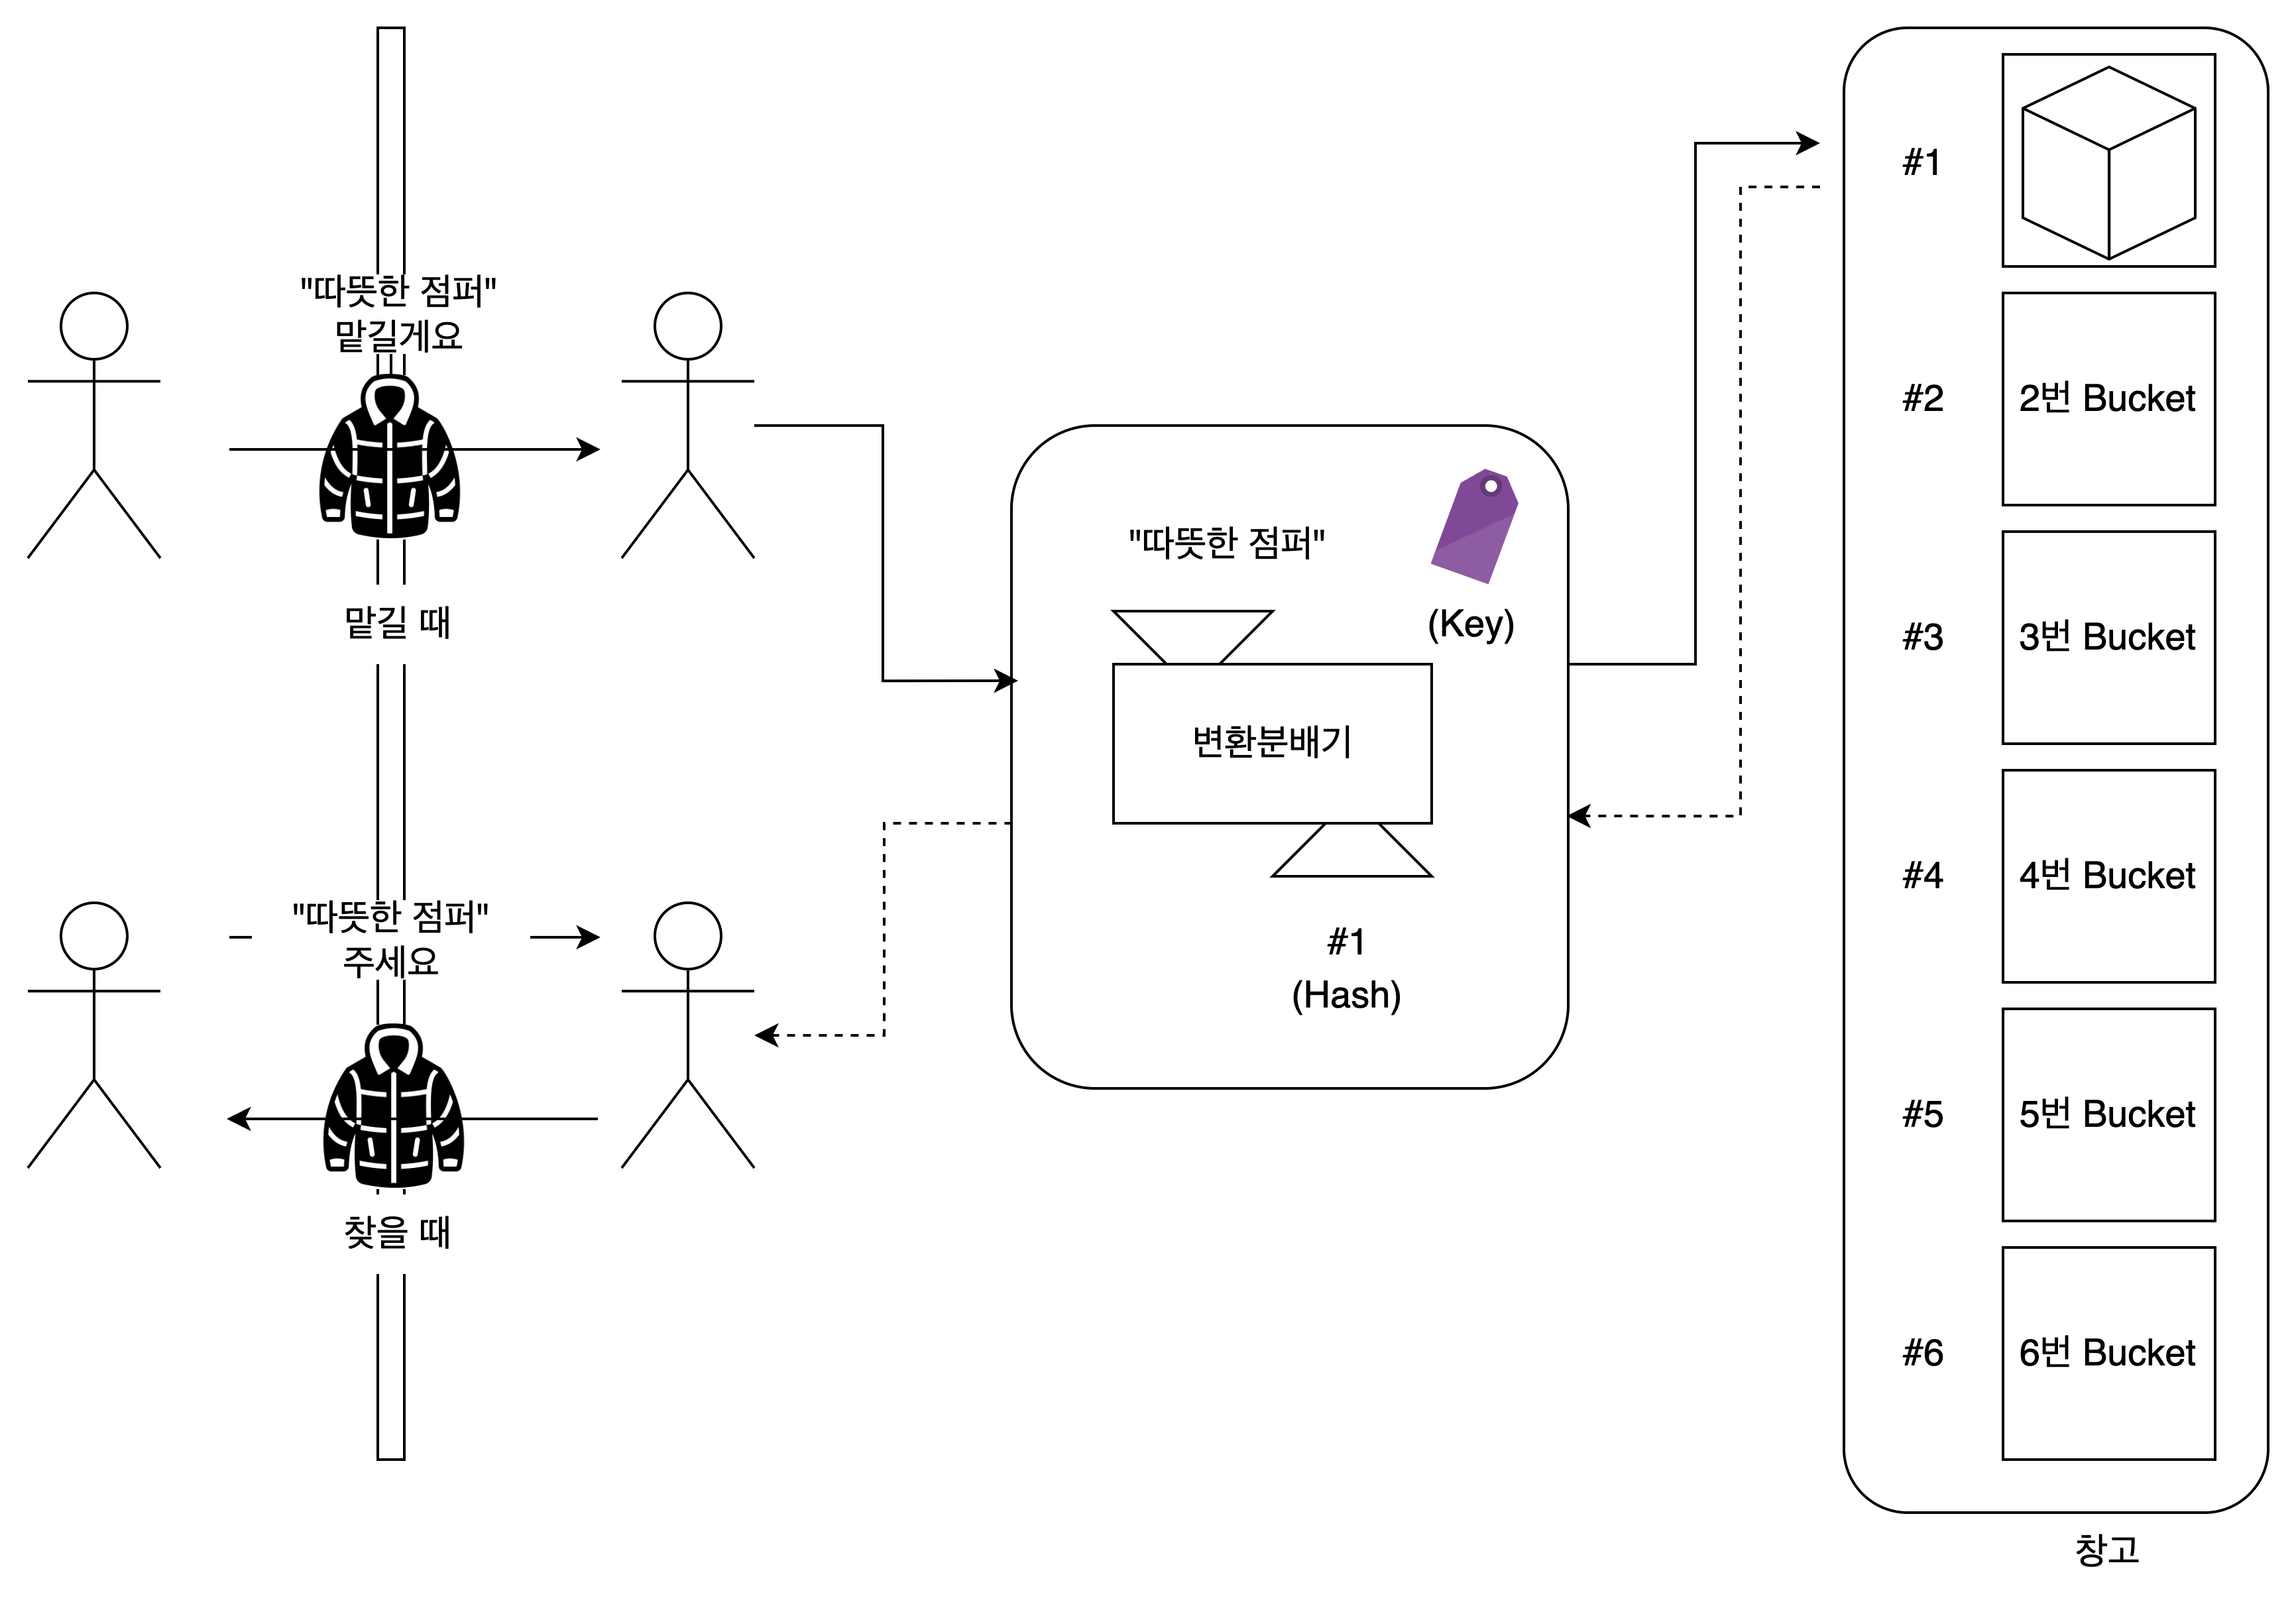 "따뜻한 점퍼"
맡길게요
맡길 때
"따뜻한 점퍼"
주세요
찾을 때
"따뜻한 점퍼"
(Key)
변환분배기
#1
(Hash)
#1
#2
2번 Bucket
#3
3번 Bucket
#4
4번 Bucket
#5
5번 Bucket
#6
6번 Bucket
창고